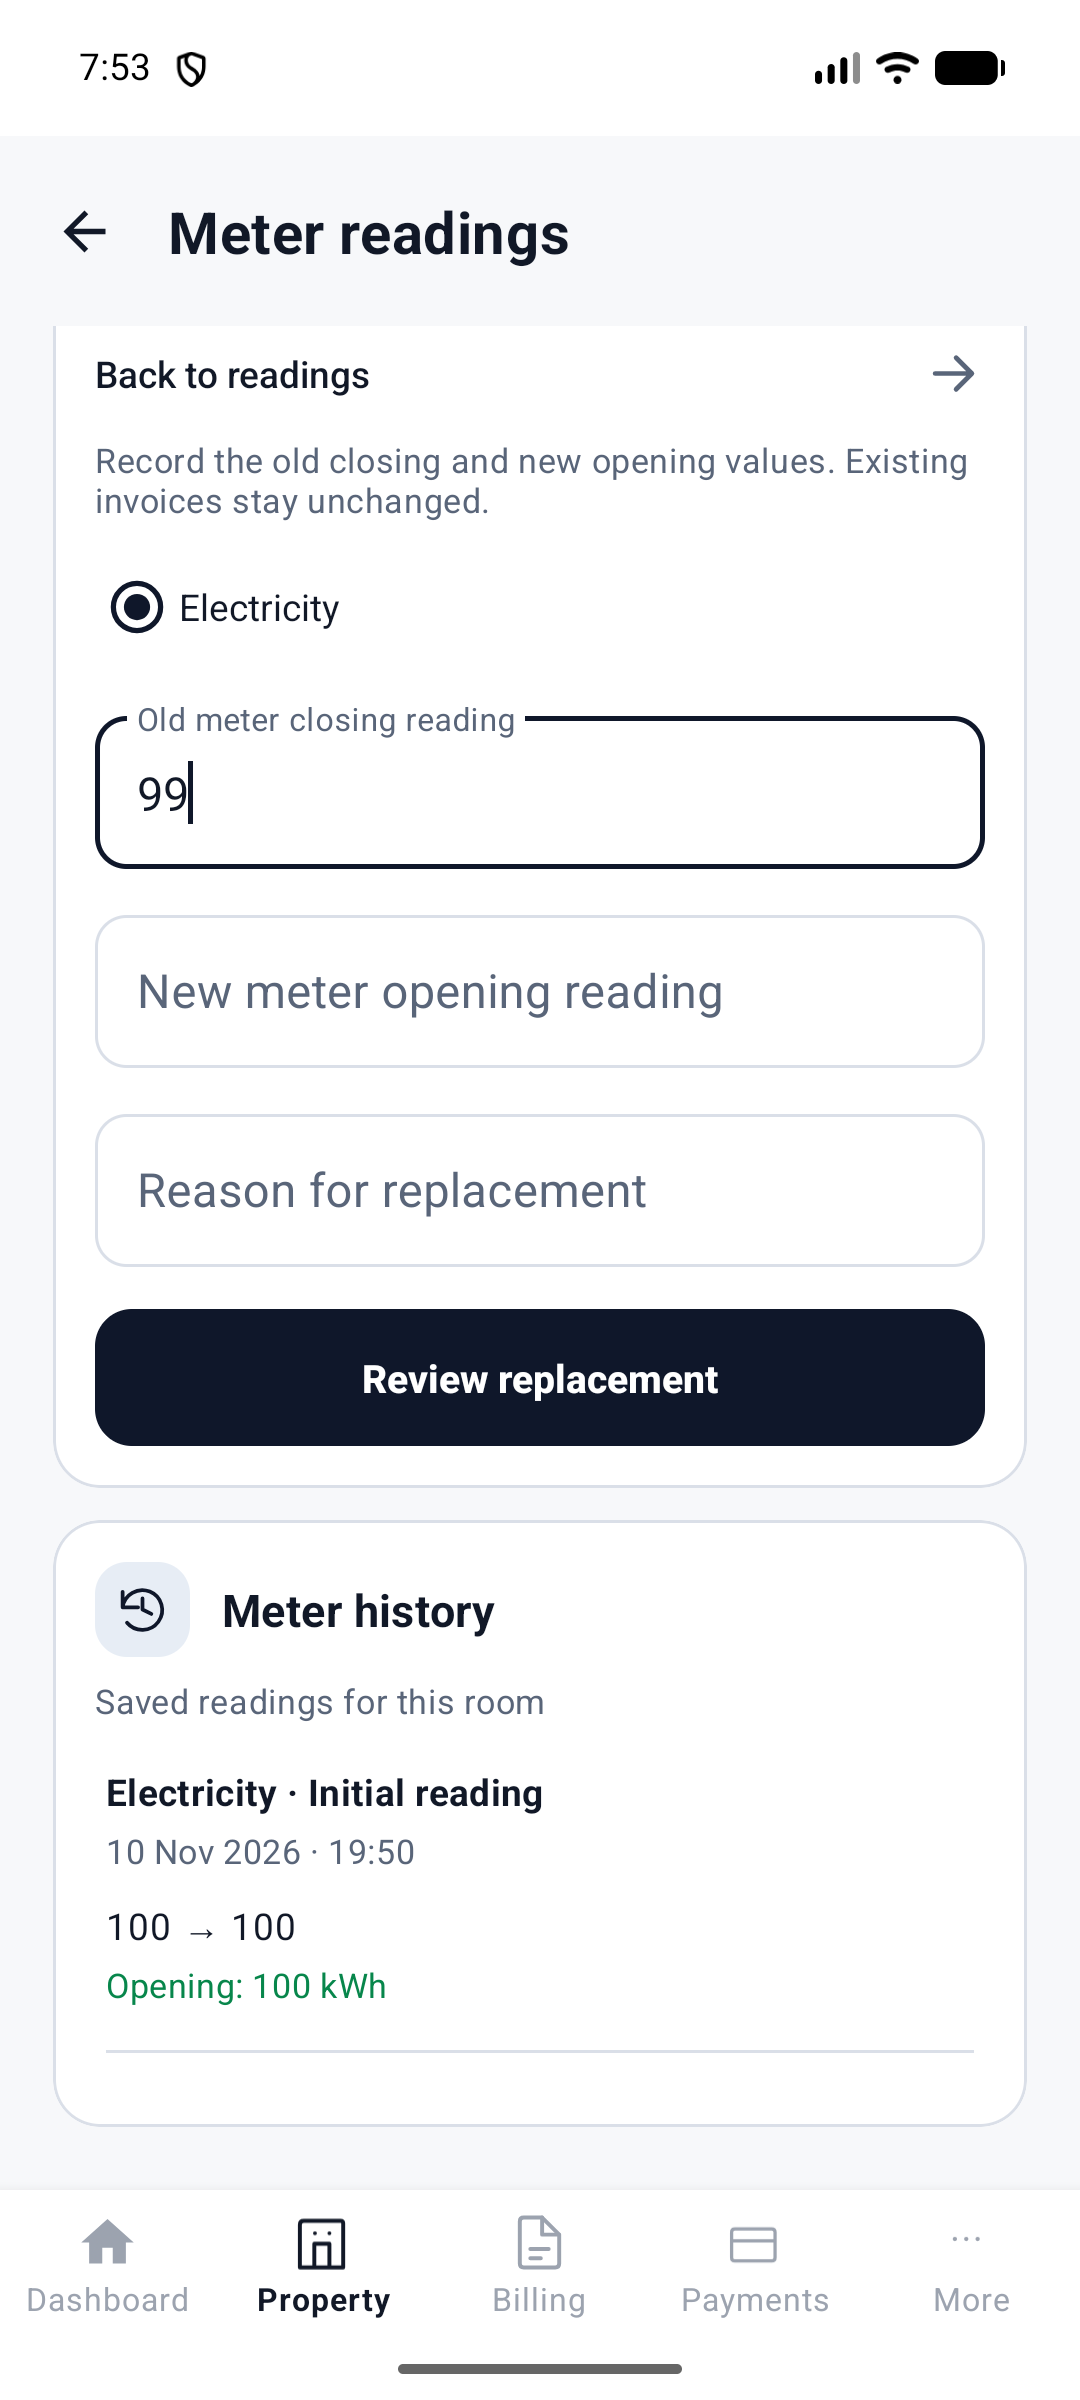 7:53
Meter readings
Back to readings
Record the old closing and new opening values. Existing
invoices stay unchanged.
Electricity
Old meter closing reading
99
New meter opening reading
Reason for replacement
Review replacement
Meter history
Saved readings for this room
Electricity · Initial reading
10 Nov 2026 · 19:50
100 → 100
Opening: 100 kWh
Dashboard
Property
Billing
Payments
More